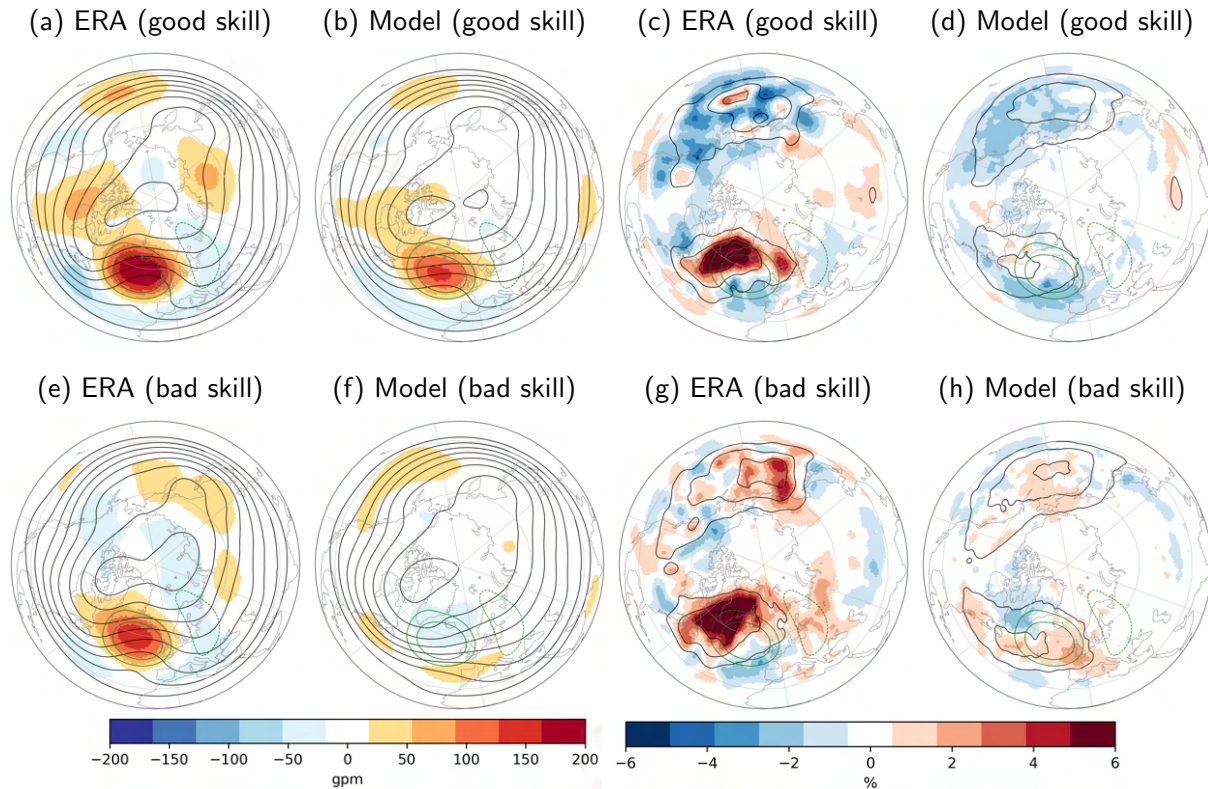 (a) ERA (good skill) (b) Model (good skill) (c) ERA (good skill) (d) Model (good skill)
(e) ERA (bad skill) (f) Model (bad skill) (g) ERA (bad skill) (h) Model (bad skill)
−200 −150 −100 −50 0 50 100 150 200 −6 −4 −2 0 2 4 6
gpm %